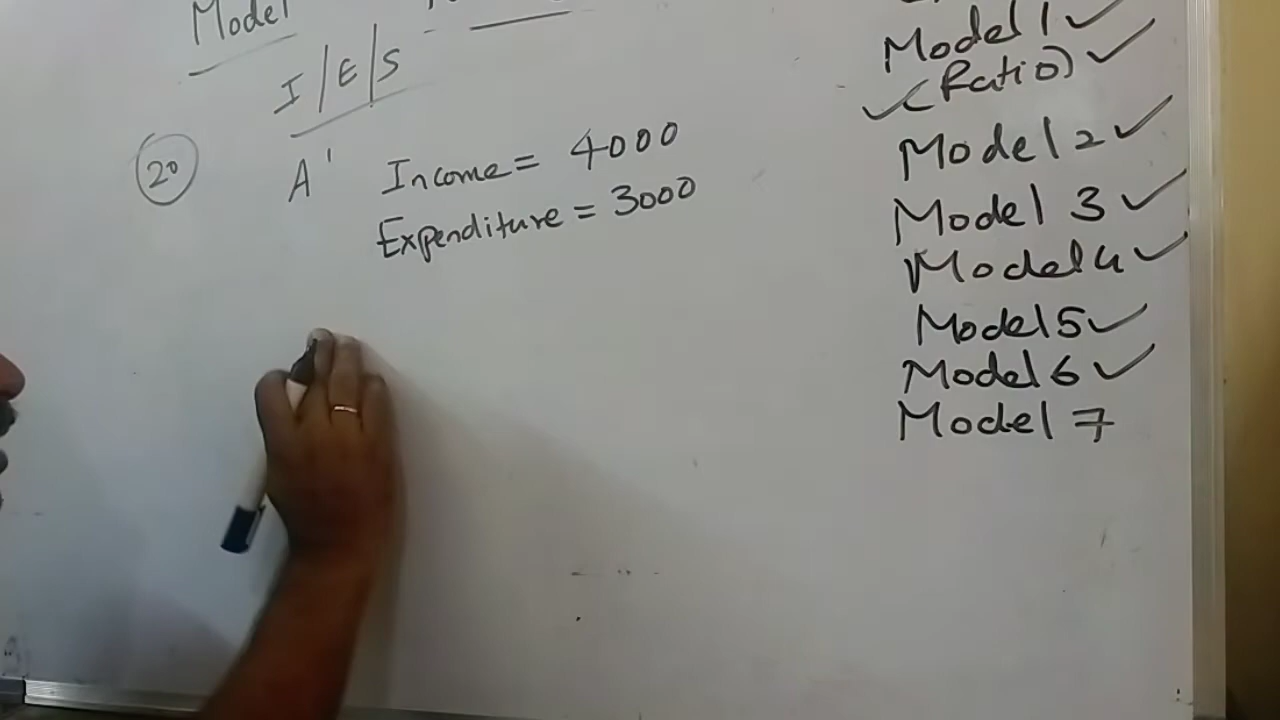 Model
I/E/S
20 A' Income = 4000
Expenditure = 3000
Model 1 ✓
✓ (Ratio) ✓
Model 2 ✓
Model 3 ✓
Model 4 ✓
Model 5 ✓
Model 6 ✓
Model 7